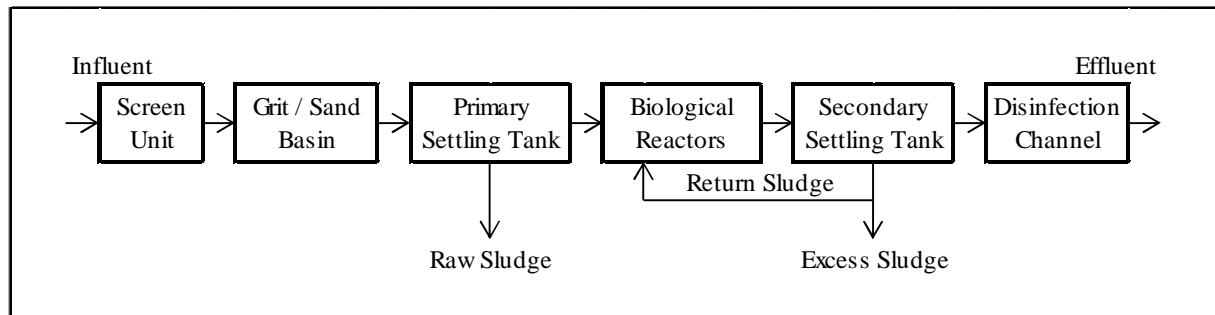 Influent
Effluent
Screen
Unit
Grit / Sand
Basin
Primary
Settling Tank
Biological
Reactors
Secondary
Settling Tank
Disinfection
Channel
Return Sludge
Raw Sludge
Excess Sludge